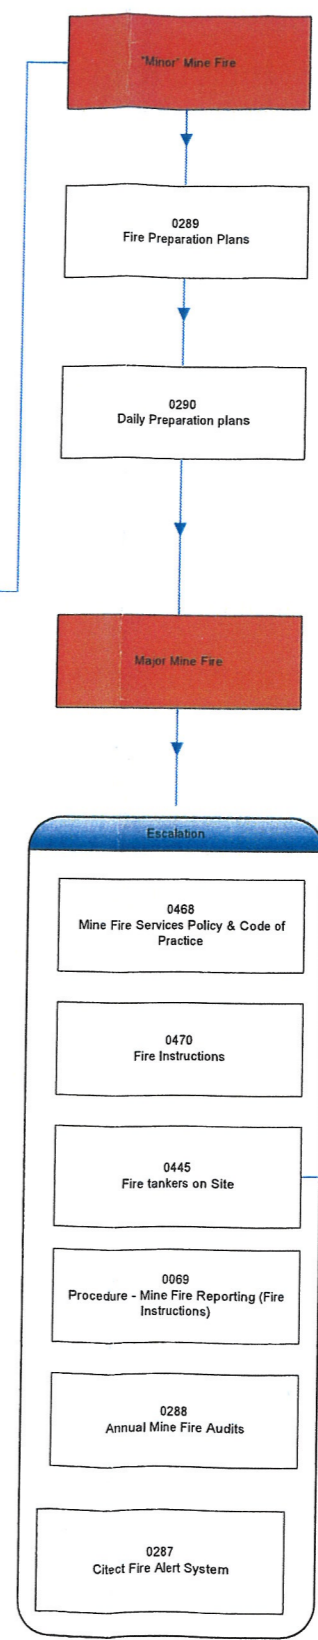 "Minor" Mine Fire
0289
Fire Preparation Plans
0290
Daily Preparation plans
Major Mine Fire
Escalation
0468
Mine Fire Services Policy & Code of
Practice
0470
Fire Instructions
0445
Fire tankers on Site
0069
Procedure - Mine Fire Reporting (Fire
Instructions)
0288
Annual Mine Fire Audits
0287
Citect Fire Alert System